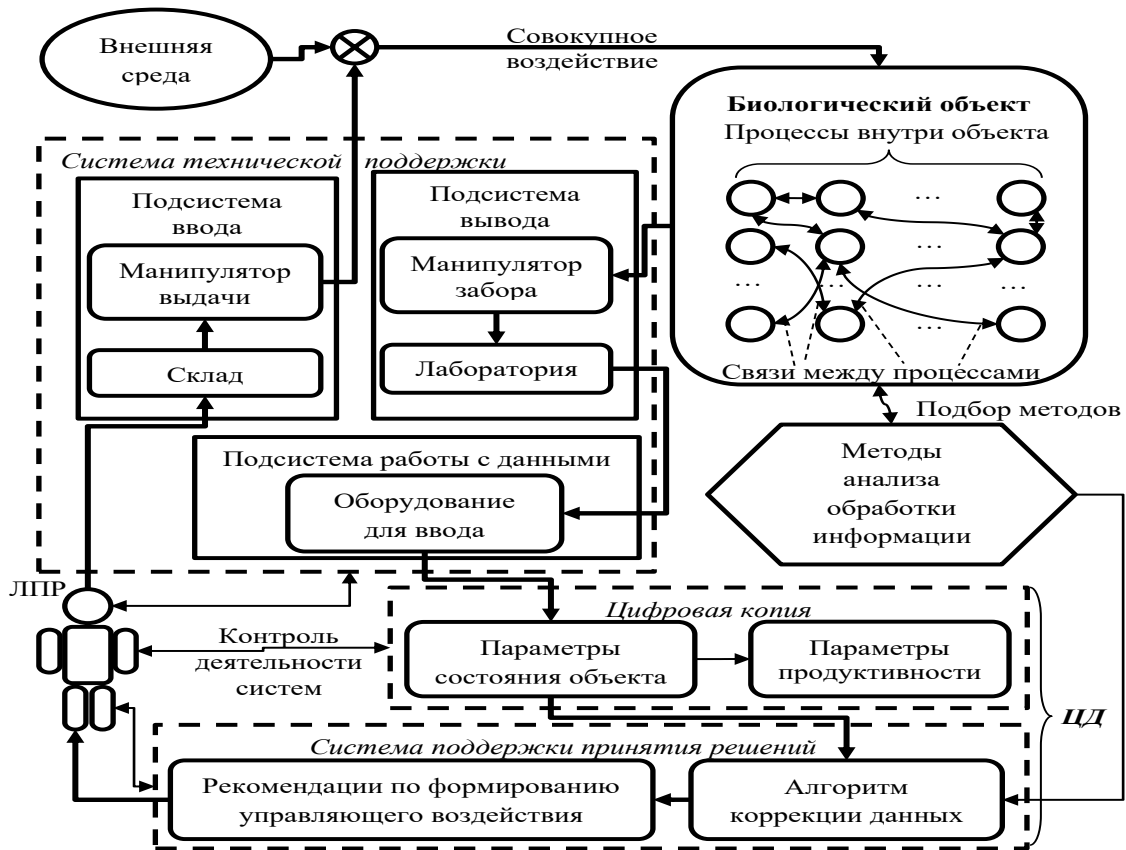 Внешняя
среда
Совокупное
воздействие
Биологический объект
Процессы внутри объекта
...
...
...
...
...
...
...
Связи между процессами
Система технической поддержки
Подсистема
ввода
Манипулятор
выдачи
Склад
Подсистема
вывода
Манипулятор
забора
Лаборатория
Подсистема работы с данными
Оборудование
для ввода
Подбор методов
Методы
анализа
обработки
информации
ЛПР
Контроль
деятельности
систем
Цифровая копия
Параметры
состояния объекта
Параметры
продуктивности
ЦД
Система поддержки принятия решений
Рекомендации по формированию
управляющего воздействия
Алгоритм
коррекции данных